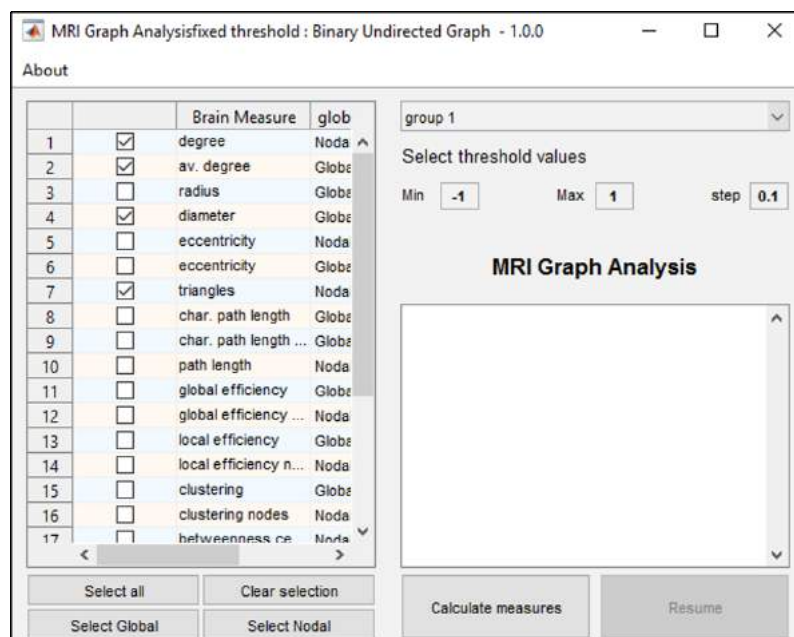 MRI Graph Analysisfixed threshold : Binary Undirected Graph - 1.0.0
About
Brain Measure glob
1 degree Noda
2 av. degree Globa
3 radius Globa
4 diameter Globa
5 eccentricity Noda
6 eccentricity Globa
7 triangles Noda
8 char. path length Globa
9 char. path length ... Globa
10 path length Noda
11 global efficiency Globa
12 global efficiency ... Noda
13 local efficiency Globa
14 local efficiency n... Noda
15 clustering Globa
16 clustering nodes Noda
17 betweenness ce Noda
Select all Clear selection
Select Global Select Nodal
group 1
Select threshold values
Min -1 Max 1 step 0.1
MRI Graph Analysis
Calculate measures Resume